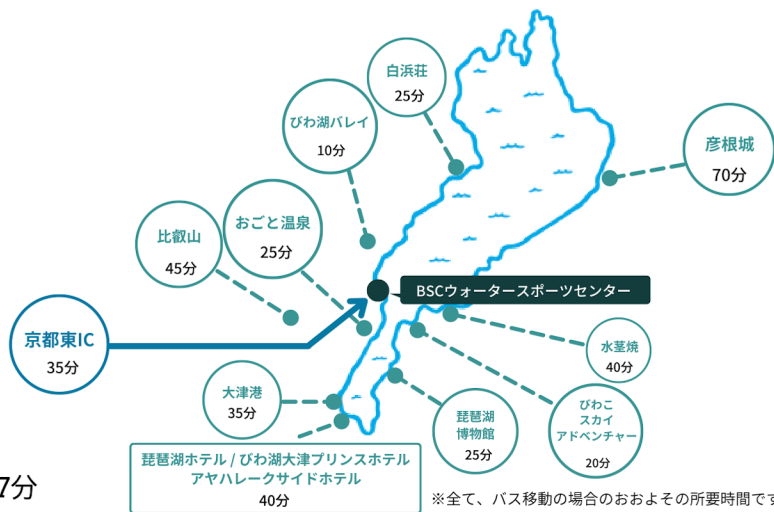 白浜荘
25分
びわ湖バレイ
10分
彦根城
70分
おごと温泉
25分
比叡山
45分
BSCウォータースポーツセンター
京都東IC
35分
水茎焼
40分
大津港
35分
琵琶湖
博物館
25分
びわこ
スカイ
アドベンチャー
20分
琵琶湖ホテル / びわ湖大津プリンスホテル
アヤハレークサイドホテル
40分
7分
※全て、バス移動の場合のおおよその所要時間です